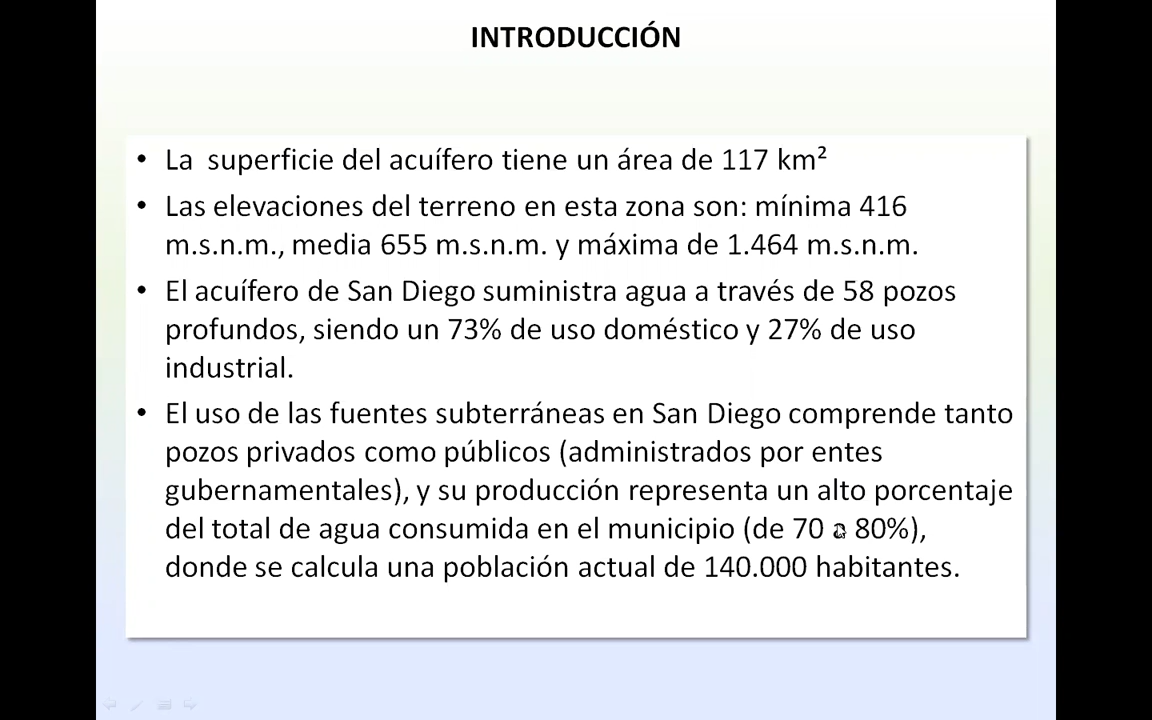 INTRODUCCIÓN
• La superficie del acuífero tiene un área de 117 km²
• Las elevaciones del terreno en esta zona son: mínima 416
m.s.n.m., media 655 m.s.n.m. y máxima de 1.464 m.s.n.m.
• El acuífero de San Diego suministra agua a través de 58 pozos
profundos, siendo un 73% de uso doméstico y 27% de uso
industrial.
• El uso de las fuentes subterráneas en San Diego comprende tanto
pozos privados como públicos (administrados por entes
gubernamentales), y su producción representa un alto porcentaje
del total de agua consumida en el municipio (de 70 a 80%),
donde se calcula una población actual de 140.000 habitantes.